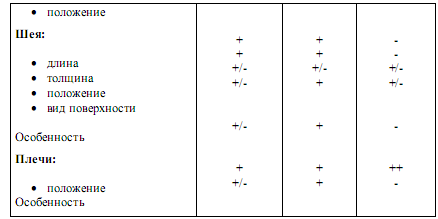 • положение
Шея:
+ + -
+ + -
• длина +/- +/- +/-
• толщина +/- + +/-
• положение
• вид поверхности
+/- + -
Особенность
Плечи:
+ + ++
• положение +/- + -
Особенность